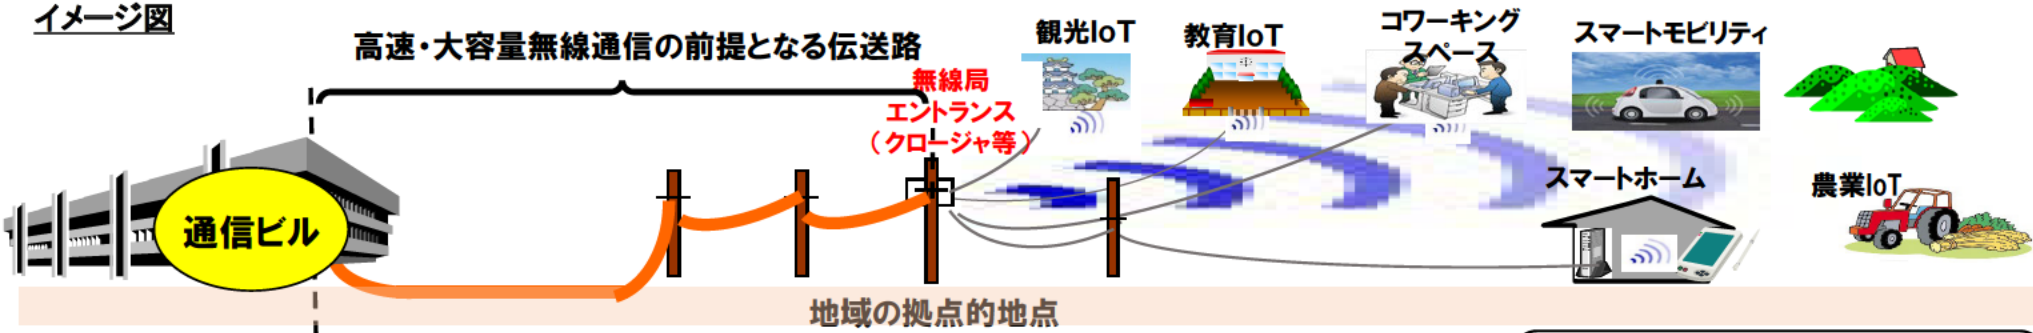 イメージ図
高速・大容量無線通信の前提となる伝送路
無線局
エントランス
（クロージャ等）
観光IoT
教育IoT
コワーキング
スペース
スマートモビリティ
通信ビル
スマートホーム
農業IoT
地域の拠点的地点